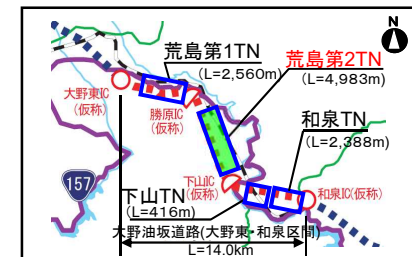 N
荒島第1TN
(L=2,560m)
荒島第2TN
(L=4,983m)
大野東IC
(仮称)
勝原IC
(仮称)
和泉TN
(L=2,388m)
157
下山IC
(仮称)
和泉IC(仮称)
下山TN
(L=416m)
大野油坂道路(大野東・和泉区間)
L=14.0km